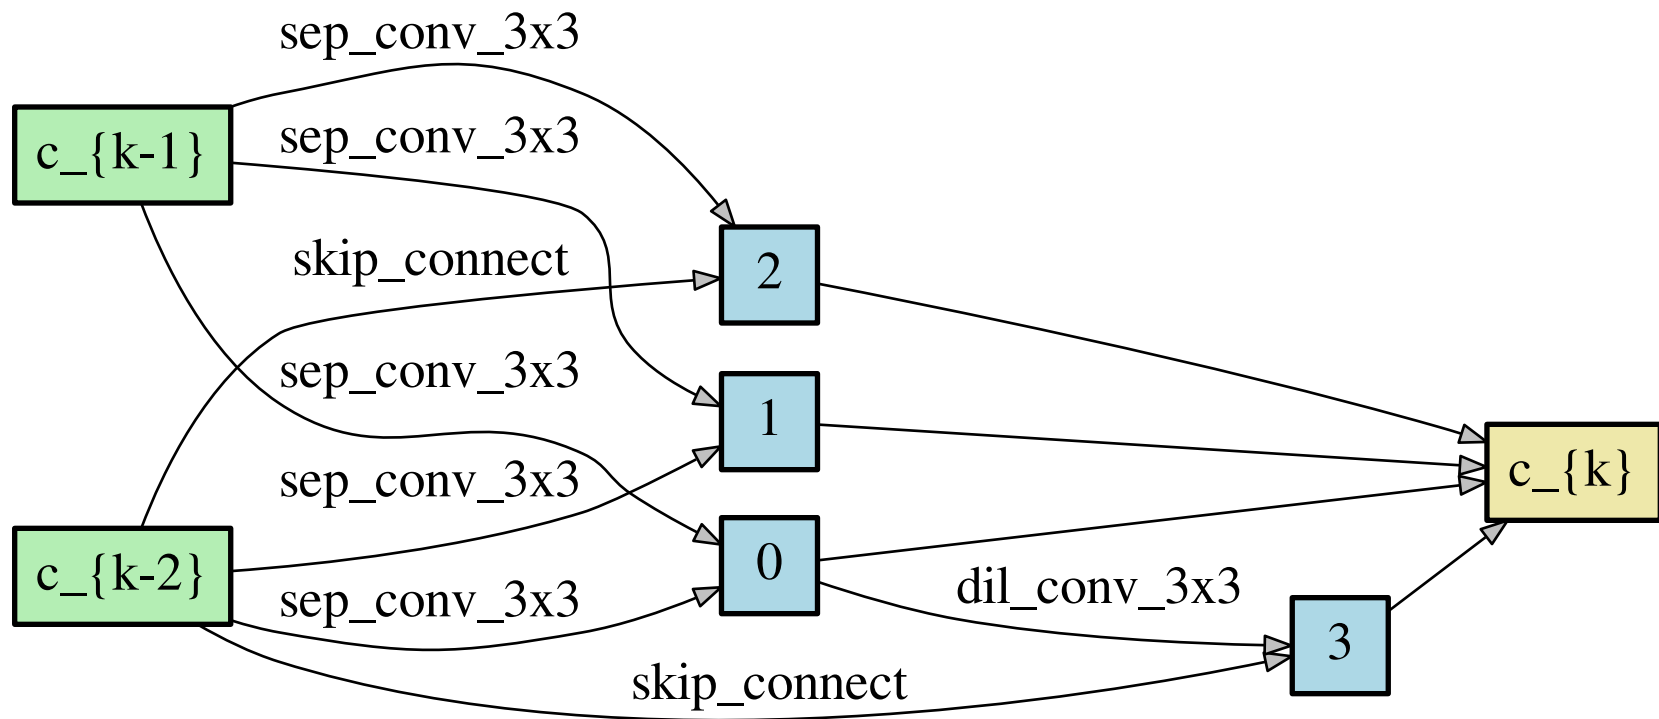 sep_conv_3x3
c_{k-1}
sep_conv_3x3
skip_connect
2
sep_conv_3x3
1
c_{k}
sep_conv_3x3
c_{k-2}
0
sep_conv_3x3
dil_conv_3x3
3
skip_connect